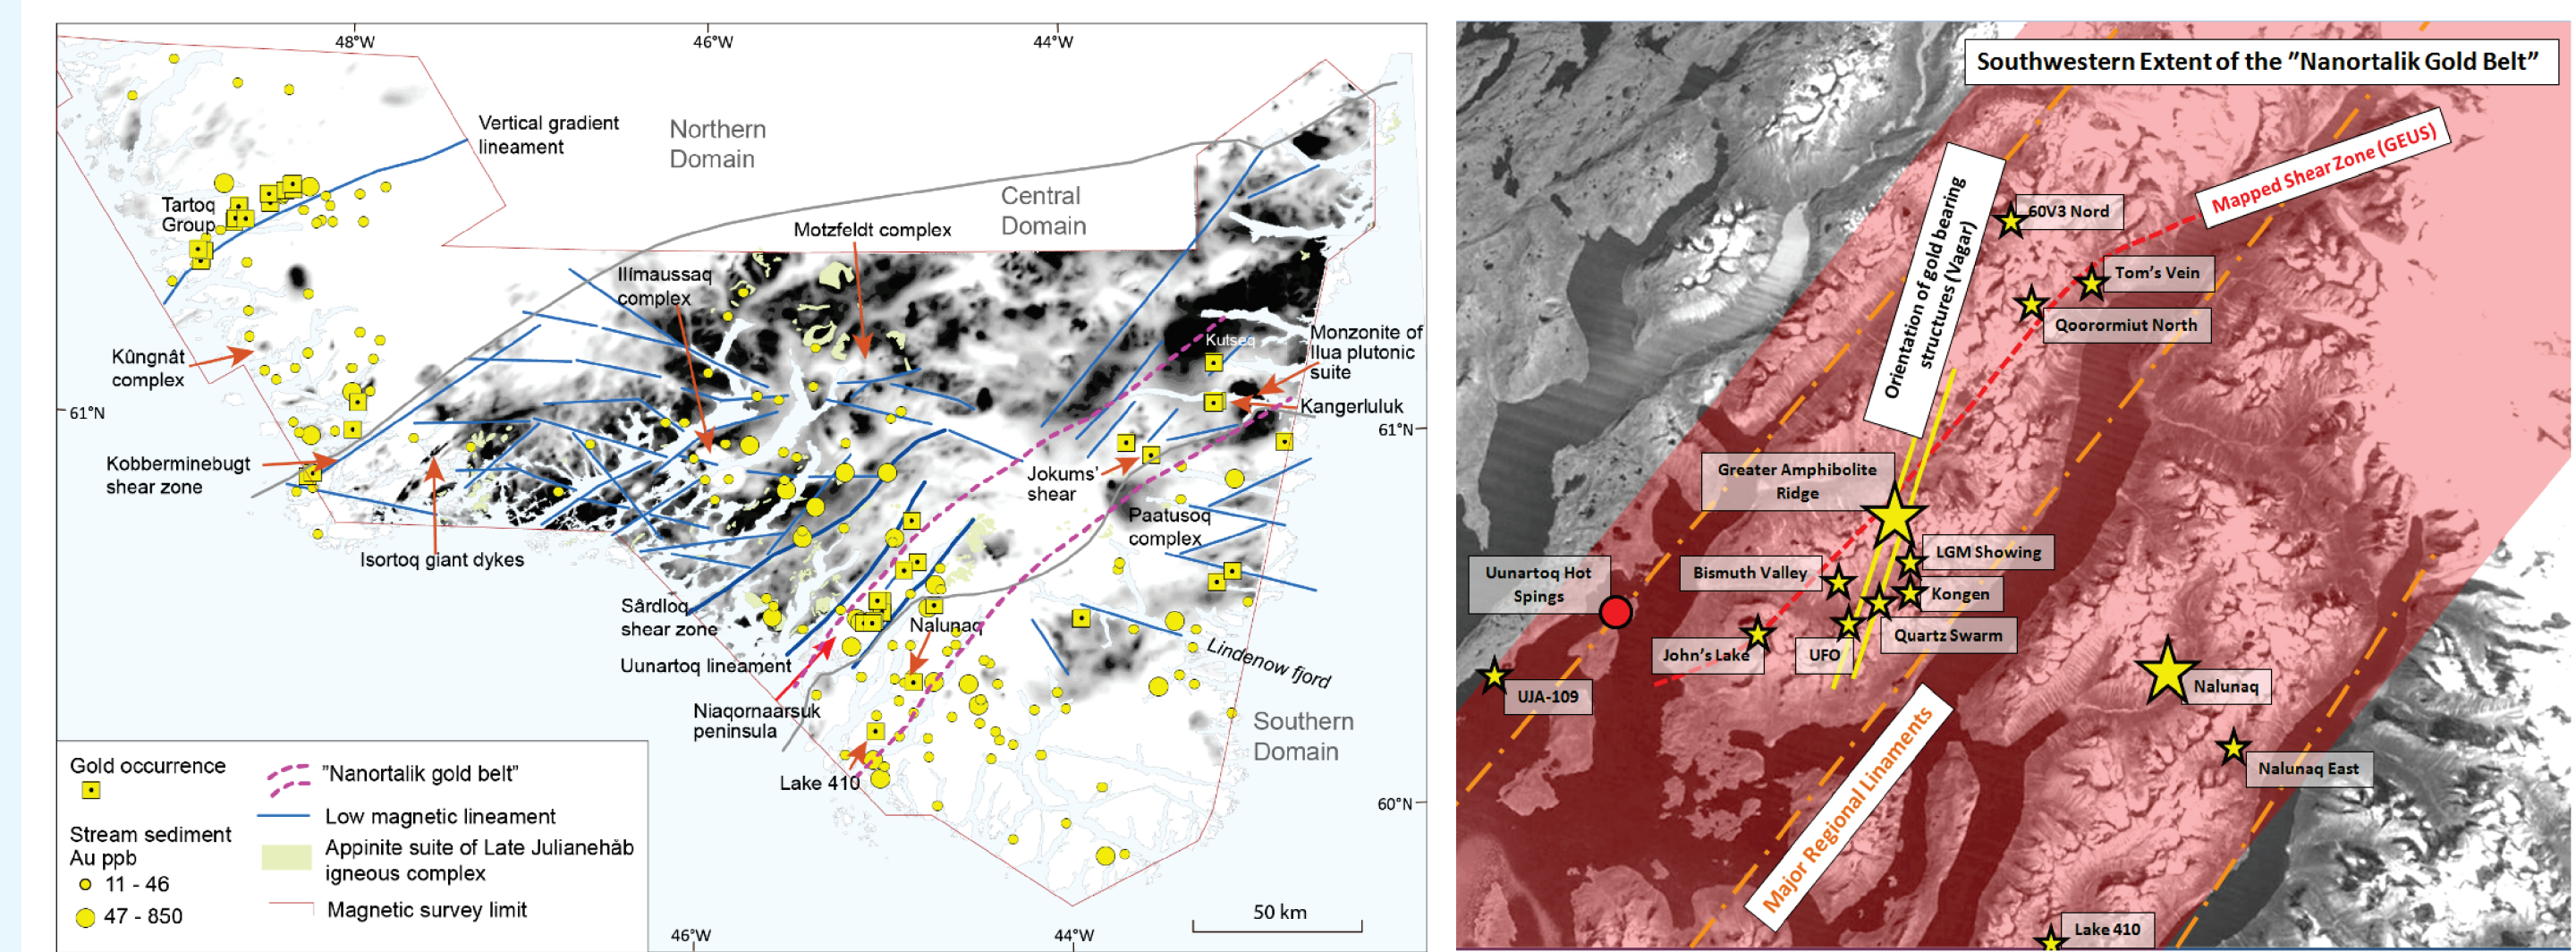 48°W
46°W
44°W
Vertical gradient
lineament
Northern
Domain
Central
Domain
Tartoq
Group
Motzfeldt complex
Ilímaussaq
complex
Kûngnât
complex
Kutseq
Monzonite of
Ilua plutonic
suite
Kangerluluk
61°N
61°N
Kobberminebugt
shear zone
Jokums'
shear
Isortoq giant dykes
Paatusoq
complex
Sârdloq
shear zone
Nalunaq
Uunartoq lineament
Lindenow fjord
Niaqornaarsuk
peninsula
Southern
Domain
Lake 410
60°N
46°W
44°W
50 km
Gold occurrence
Stream sediment
Au ppb
11 - 46
47 - 850
"Nanortalik gold belt"
Low magnetic lineament
Appinite suite of Late Julianehåb
igneous complex
Magnetic survey limit
Southwestern Extent of the "Nanortalik Gold Belt"
Mapped Shear Zone (GEUS)
Orientation of gold bearing
structures (Vagar)
60V3 Nord
Tom's Vein
Qoorormiut North
Greater Amphibolite
Ridge
LGM Showing
Bismuth Valley
Uunartoq Hot
Springs
Kongen
Quartz Swarm
John's Lake
UFO
UJA-109
Nalunaq
Nalunaq East
Major Regional Linaments
Lake 410